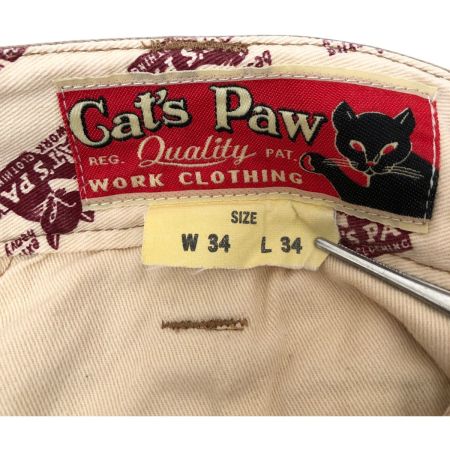 Cat's Paw
REG. Quality PAT.
WORK CLOTHING
SIZE
W 34 L 34